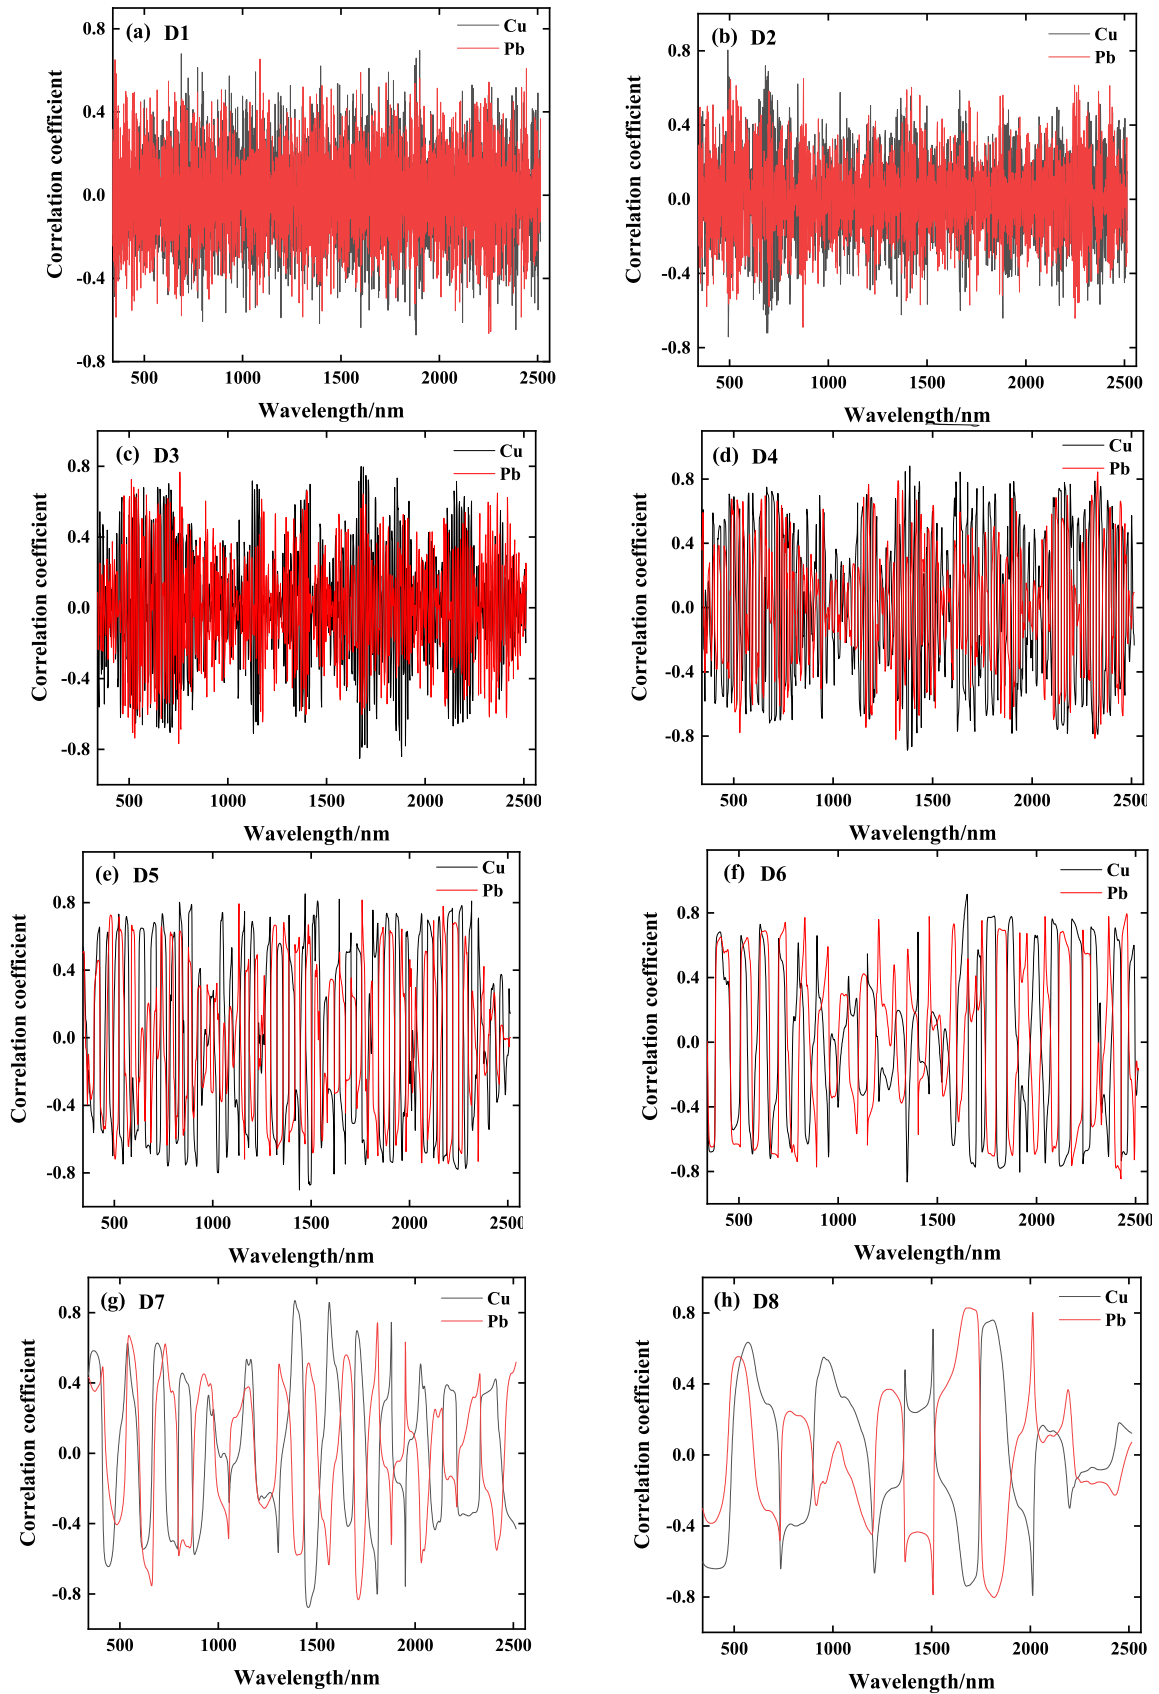 (a) D1
Cu
Pb
0.8
0.4
0.0
-0.4
-0.8
Correlation coefficient
500 1000 1500 2000 2500
Wavelength/nm
(b) D2
Cu
Pb
0.8
0.4
0.0
-0.4
-0.8
Correlation coefficient
500 1000 1500 2000 2500
Wavelength/nm
(c) D3
Cu
Pb
0.8
0.4
0.0
-0.4
-0.8
Correlation coefficient
500 1000 1500 2000 2500
Wavelength/nm
(d) D4
Cu
Pb
0.8
0.4
0.0
-0.4
-0.8
Correlation coefficient
500 1000 1500 2000 2500
Wavelength/nm
(e) D5
Cu
Pb
0.8
0.4
0.0
-0.4
-0.8
Correlation coefficient
500 1000 1500 2000 2500
Wavelength/nm
(f) D6
Cu
Pb
0.8
0.4
0.0
-0.4
-0.8
Correlation coefficient
500 1000 1500 2000 2500
Wavelength/nm
(g) D7
Cu
Pb
0.8
0.4
0.0
-0.4
-0.8
Correlation coefficient
500 1000 1500 2000 2500
Wavelength/nm
(h) D8
Cu
Pb
0.8
0.4
0.0
-0.4
-0.8
Correlation coefficient
500 1000 1500 2000 2500
Wavelength/nm